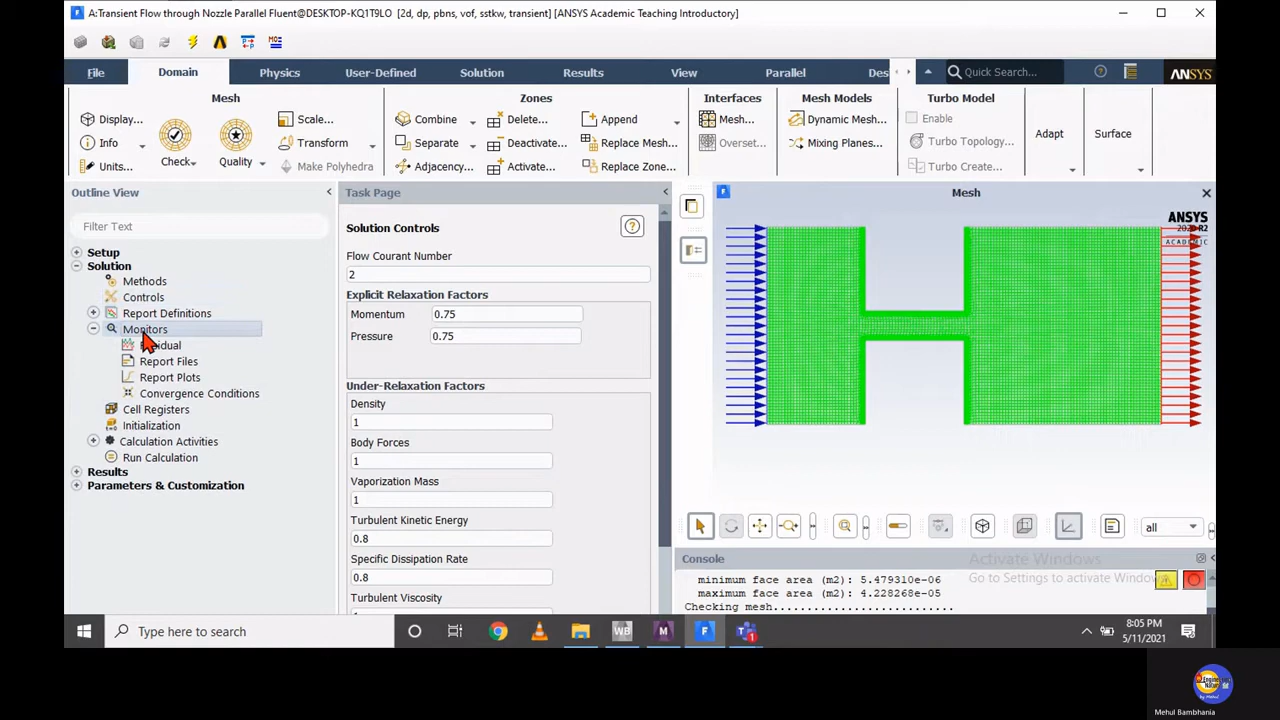 A:Transient Flow through Nozzle Parallel Fluent@DESKTOP-KQ1T9LO [2d, dp, pbns, vof, sstkw, transient] [ANSYS Academic Teaching Introductory]
File Domain Physics User-Defined Solution Results View Parallel Des Quick Search... ANSYS
Mesh Zones Interfaces Mesh Models Turbo Model
Display... Scale... Combine Delete... Append Mesh... Dynamic Mesh... Enable
Info Check Quality Transform Separate Deactivate... Replace Mesh... Overset... Mixing Planes... Turbo Topology... Adapt Surface
Units... Make Polyhedra Adjacency... Activate... Replace Zone... Turbo Create...
Outline View
Filter Text
Setup
Solution
Methods
Controls
Report Definitions
Monitors
Report Files
Report Plots
Convergence Conditions
Cell Registers
Initialization
Calculation Activities
Run Calculation
Results
Parameters & Customization
Task Page
Solution Controls
Flow Courant Number
2
Explicit Relaxation Factors
Momentum 0.75
Pressure 0.75
Under-Relaxation Factors
Density
1
Body Forces
1
Vaporization Mass
1
Turbulent Kinetic Energy
0.8
Specific Dissipation Rate
0.8
Turbulent Viscosity
Mesh
ANSYS
R2
ACADEMIC
all
Console
Activate Windows
Go to Settings to activate Windows.
minimum face area (m2): 5.479310e-06
maximum face area (m2): 4.228268e-05
Checking mesh..........................
Type here to search
WB M F 1
8:05 PM
5/11/2021
Mehul Bambhania